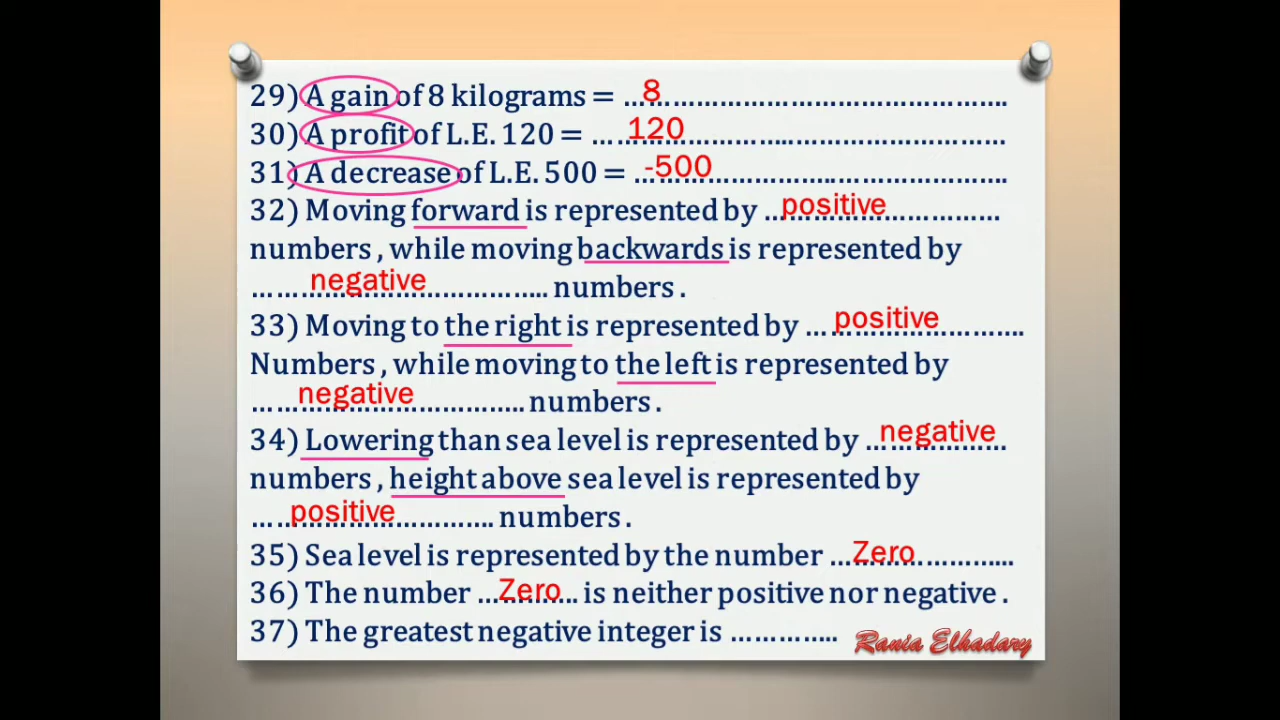 29) A gain of 8 kilograms = ... 8 ...
30) A profit of L.E. 120 = ... 120 ...
31) A decrease of L.E. 500 = ... -500 ...
32) Moving forward is represented by ... positive ...
numbers , while moving backwards is represented by
... negative ... numbers .
33) Moving to the right is represented by ... positive ...
Numbers , while moving to the left is represented by
... negative ... numbers .
34) Lowering than sea level is represented by ... negative ...
numbers , height above sea level is represented by
... positive ... numbers .
35) Sea level is represented by the number ... Zero ...
36) The number ... Zero ... is neither positive nor negative .
37) The greatest negative integer is ..............
Rania Elhadary